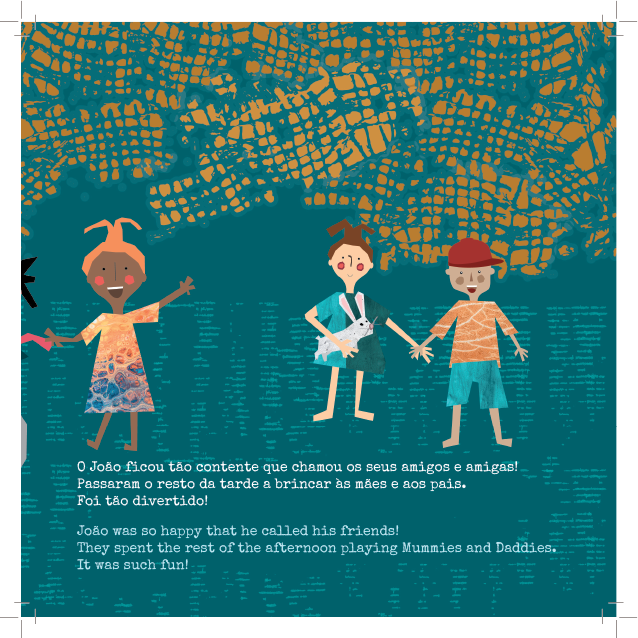 O João ficou tão contente que chamou os seus amigos e amigas!
Passaram o resto da tarde a brincar às mães e aos pais.
Foi tão divertido!
João was so happy that he called his friends!
They spent the rest of the afternoon playing Mummies and Daddies.
It was such fun!